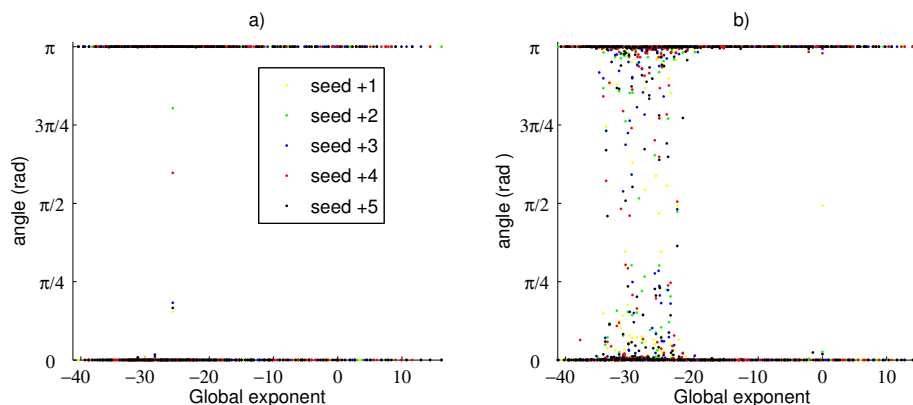 a)
π
3π/4
π/2
π/4
0
angle (rad)
seed +1
seed +2
seed +3
seed +4
seed +5
−40 −30 −20 −10 0 10
Global exponent
b)
π
3π/4
π/2
π/4
0
angle (rad )
−40 −30 −20 −10 0 10
Global exponent